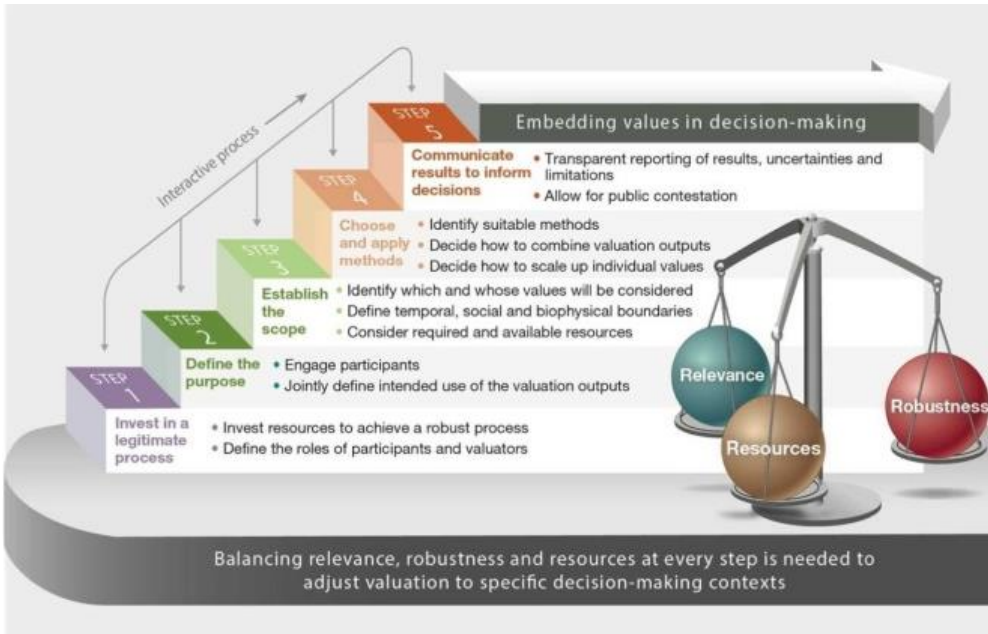 Interactive process
STEP
5
Embedding values in decision-making
Communicate
results to inform
decisions
• Transparent reporting of results, uncertainties and
limitations
• Allow for public contestation
STEP
4
Choose
and apply
methods
• Identify suitable methods
• Decide how to combine valuation outputs
• Decide how to scale up individual values
STEP
3
Establish
the
scope
• Identify which and whose values will be considered
• Define temporal, social and biophysical boundaries
• Consider required and available resources
STEP
2
Define the
purpose
• Engage participants
• Jointly define intended use of the valuation outputs
STEP
1
Invest in a
legitimate
process
• Invest resources to achieve a robust process
• Define the roles of participants and valuators
Relevance
Resources
Robustness
Balancing relevance, robustness and resources at every step is needed to
adjust valuation to specific decision-making contexts